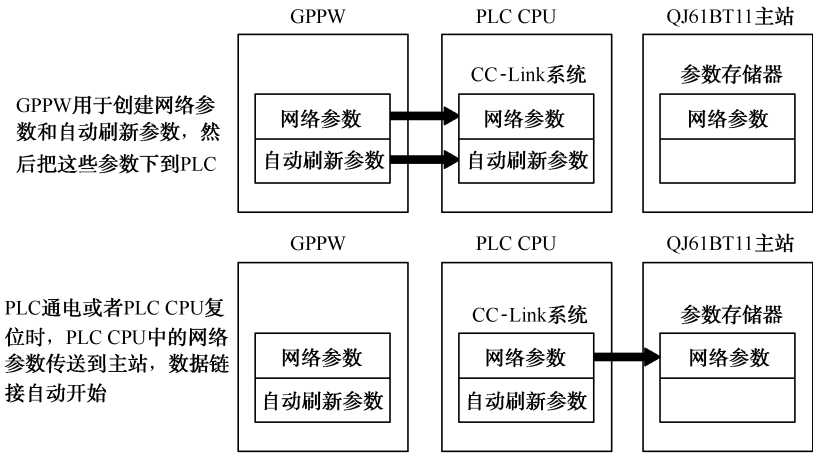 GPPW
PLC CPU
QJ61BT11主站
GPPW用于创建网络参
数和自动刷新参数，然
后把这些参数下到PLC
CC-Link系统
参数存储器
网络参数
网络参数
网络参数
自动刷新参数
自动刷新参数
GPPW
PLC CPU
QJ61BT11主站
PLC通电或者PLC CPU复
位时，PLC CPU中的网络
参数传送到主站，数据链
接自动开始
CC-Link系统
参数存储器
网络参数
网络参数
网络参数
自动刷新参数
自动刷新参数